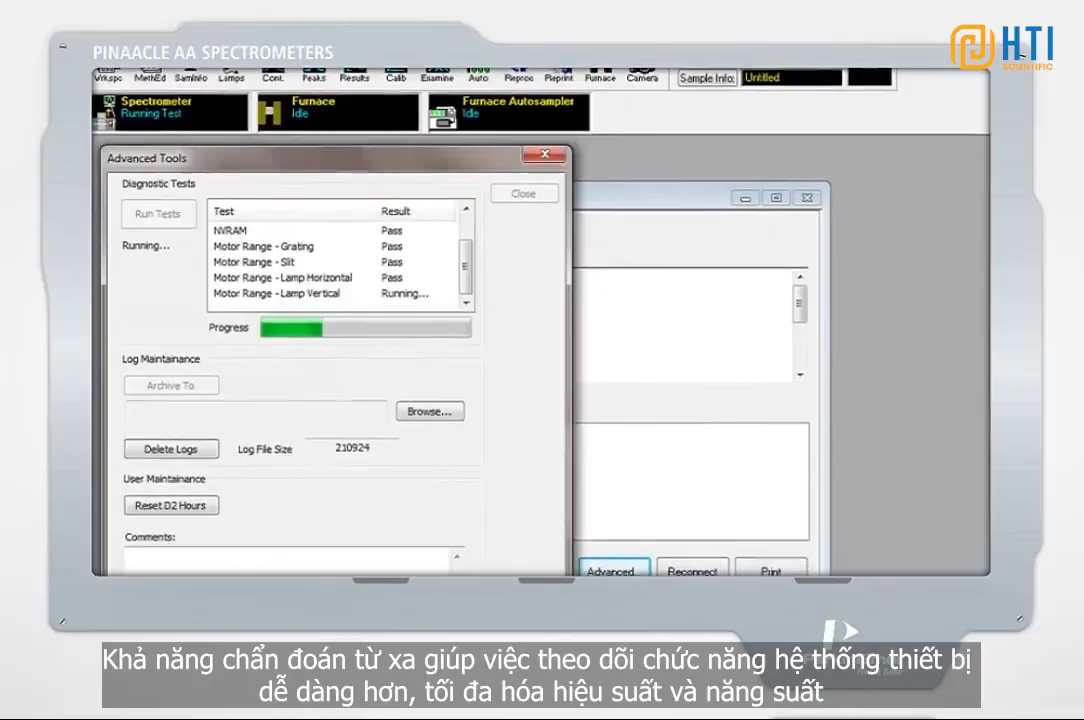 PINAACLE AA SPECTROMETERS
HTI
SCIENTIFIC
Wrkspc MethEd SamInfo Lamps Cont. Peaks Results Calib Examine Auto Reproc Reprint Furnace Camera Sample Info: Untitled
Spectrometer
Running Test
Furnace
Idle
Furnace Autosampler
Idle
Advanced Tools
Diagnostic Tests
Close
Run Tests
Running...
Test Result
NVRAM Pass
Motor Range - Grating Pass
Motor Range - Slit Pass
Motor Range - Lamp Horizontal Pass
Motor Range - Lamp Vertical Running...
Progress
Log Maintainance
Archive To
Browse...
Delete Logs Log File Size 210924
User Maintainance
Reset D2 Hours
Comments:
Advanced... Reconnect Print
Khả năng chẩn đoán từ xa giúp việc theo dõi chức năng hệ thống thiết bị
dễ dàng hơn, tối đa hóa hiệu suất và năng suất